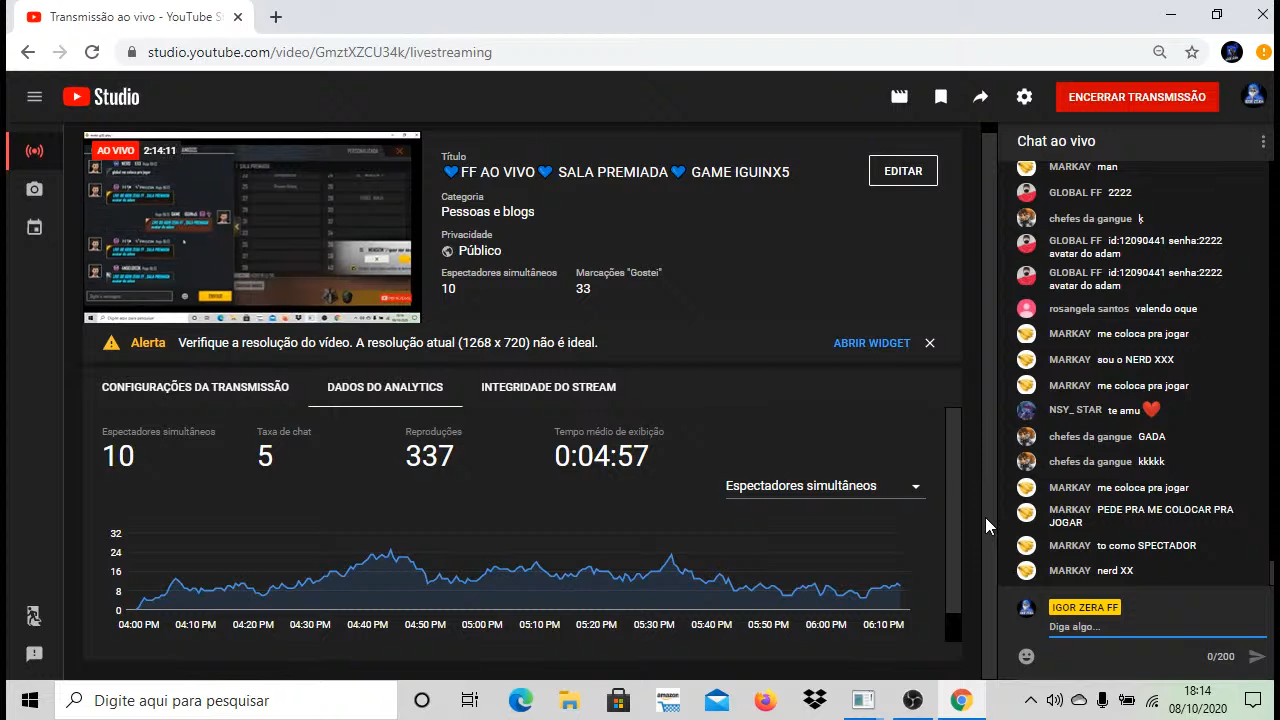 Transmissão ao vivo - YouTube S
studio.youtube.com/video/GmztXZCU34k/livestreaming
Studio
ENCERRAR TRANSMISSÃO
AO VIVO 2:14:11
SALA PREMIADA
PERSONALIZADA
Título
💙FF AO VIVO💙 SALA PREMIADA💙 GAME IGUINX5
EDITAR
Categoria
Pessoas e blogs
Privacidade
Público
Espectadores simultâneos
Marcações "Gostei"
10
33
Alerta Verifique a resolução do vídeo. A resolução atual (1268 x 720) não é ideal.
ABRIR WIDGET
CONFIGURAÇÕES DA TRANSMISSÃO
DADOS DO ANALYTICS
INTEGRIDADE DO STREAM
Espectadores simultâneos
Taxa de chat
Reproduções
Tempo médio de exibição
10
5
337
0:04:57
Espectadores simultâneos
32
24
16
8
0
04:00 PM 04:10 PM 04:20 PM 04:30 PM 04:40 PM 04:50 PM 05:00 PM 05:10 PM 05:20 PM 05:30 PM 05:40 PM 05:50 PM 06:00 PM 06:10 PM
Chat ao vivo
MARKAY man
GLOBAL FF 2222
chefes da gangue k
GLOBAL FF id:12090441 senha:2222
avatar do adam
GLOBAL FF id:12090441 senha:2222
avatar do adam
rosangela santos valendo oque
MARKAY me coloca pra jogar
MARKAY sou o NERD XXX
MARKAY me coloca pra jogar
NSY_ STAR te amu ❤
chefes da gangue GADA
chefes da gangue kkkkk
MARKAY me coloca pra jogar
MARKAY PEDE PRA ME COLOCAR PRA
JOGAR
MARKAY to como SPECTADOR
MARKAY nerd XX
IGOR ZERA FF
Diga algo...
0/200
Digite aqui para pesquisar
amazon
18:14
08/10/2020